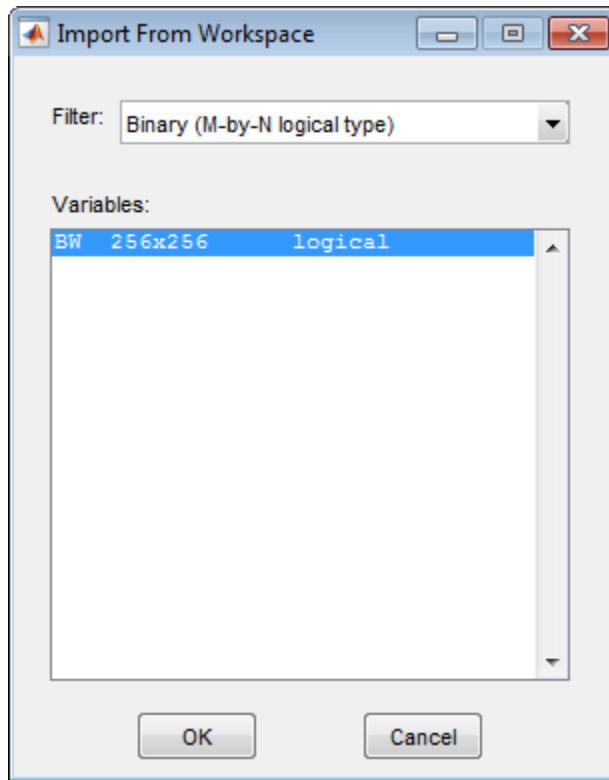 Import From Workspace
Filter: Binary (M-by-N logical type)
Variables:
BW 256x256 logical
OK Cancel